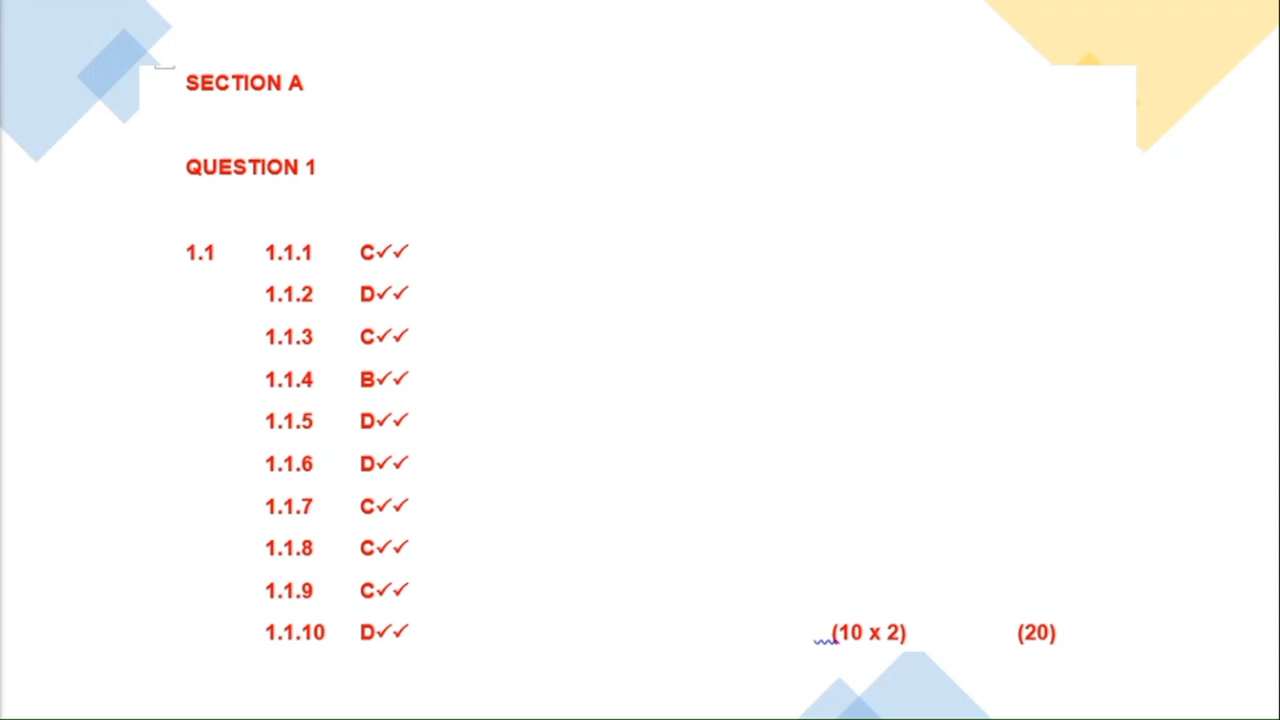 SECTION A
QUESTION 1
1.1 1.1.1 C✓✓
1.1.2 D✓✓
1.1.3 C✓✓
1.1.4 B✓✓
1.1.5 D✓✓
1.1.6 D✓✓
1.1.7 C✓✓
1.1.8 C✓✓
1.1.9 C✓✓
1.1.10 D✓✓ (10 x 2) (20)